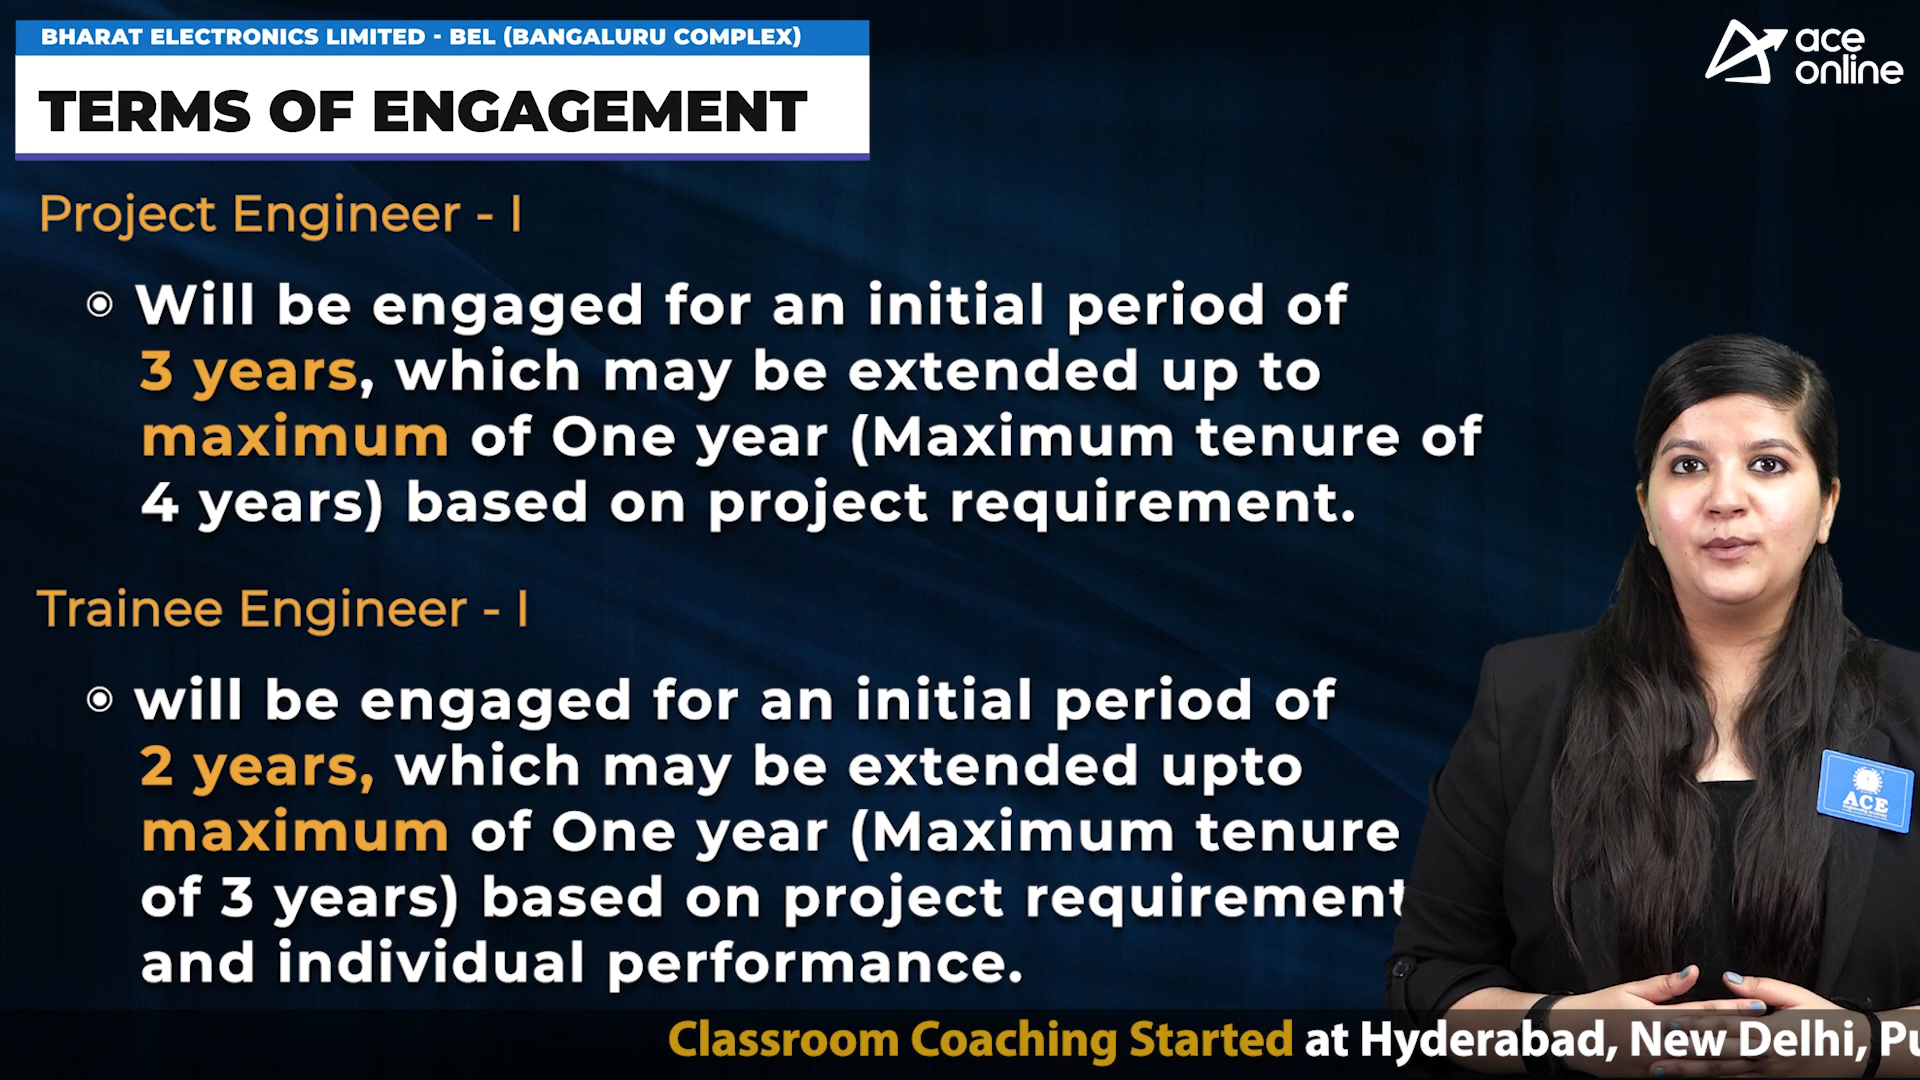 BHARAT ELECTRONICS LIMITED - BEL (BANGALURU COMPLEX)
TERMS OF ENGAGEMENT
ace
online
Project Engineer - I
Will be engaged for an initial period of
3 years, which may be extended up to
maximum of One year (Maximum tenure of
4 years) based on project requirement.
Trainee Engineer - I
will be engaged for an initial period of
2 years, which may be extended upto
maximum of One year (Maximum tenure
of 3 years) based on project requirement
and individual performance.
ACE
Classroom Coaching Started at Hyderabad, New Delhi,